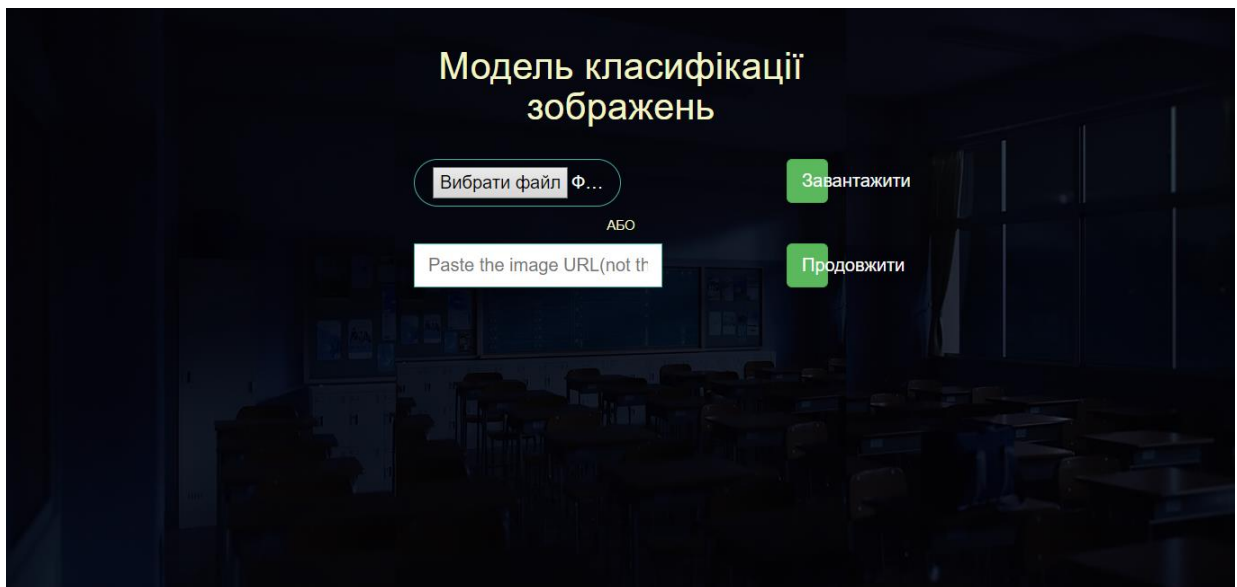 Модель класифікації
зображень
Вибрати файл Ф...
Завантажити
АБО
Paste the image URL(not th
Продовжити